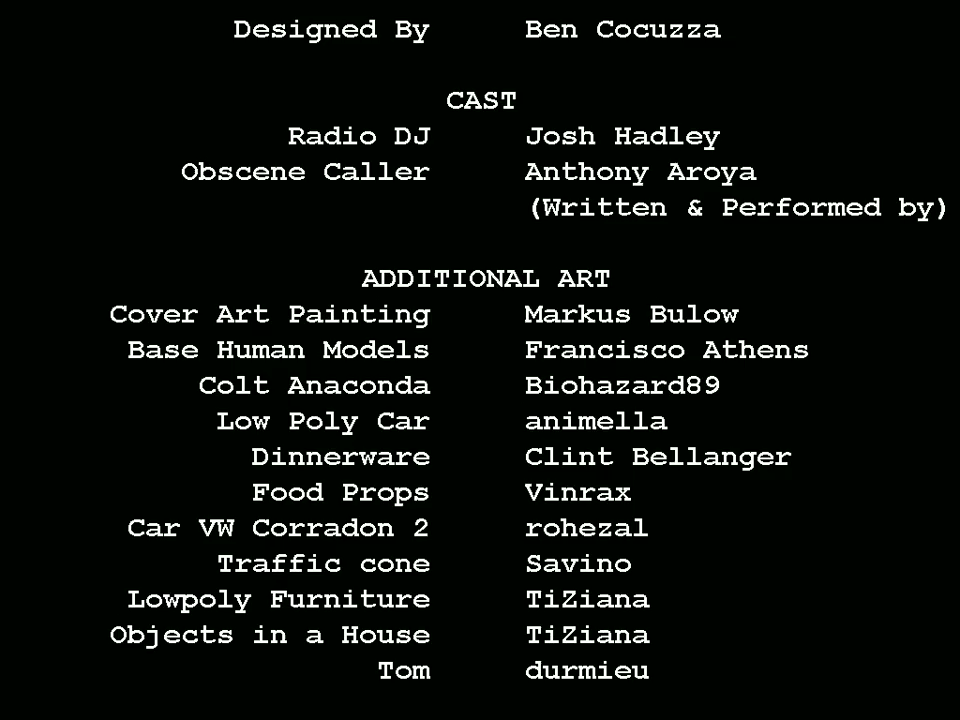 Designed By Ben Cocuzza
CAST
Radio DJ Josh Hadley
Obscene Caller Anthony Aroya
(Written & Performed by)
ADDITIONAL ART
Cover Art Painting Markus Bulow
Base Human Models Francisco Athens
Colt Anaconda Biohazard89
Low Poly Car animella
Dinnerware Clint Bellanger
Food Props Vinrax
Car VW Corradon 2 rohezal
Traffic cone Savino
Lowpoly Furniture TiZiana
Objects in a House TiZiana
Tom durmieu